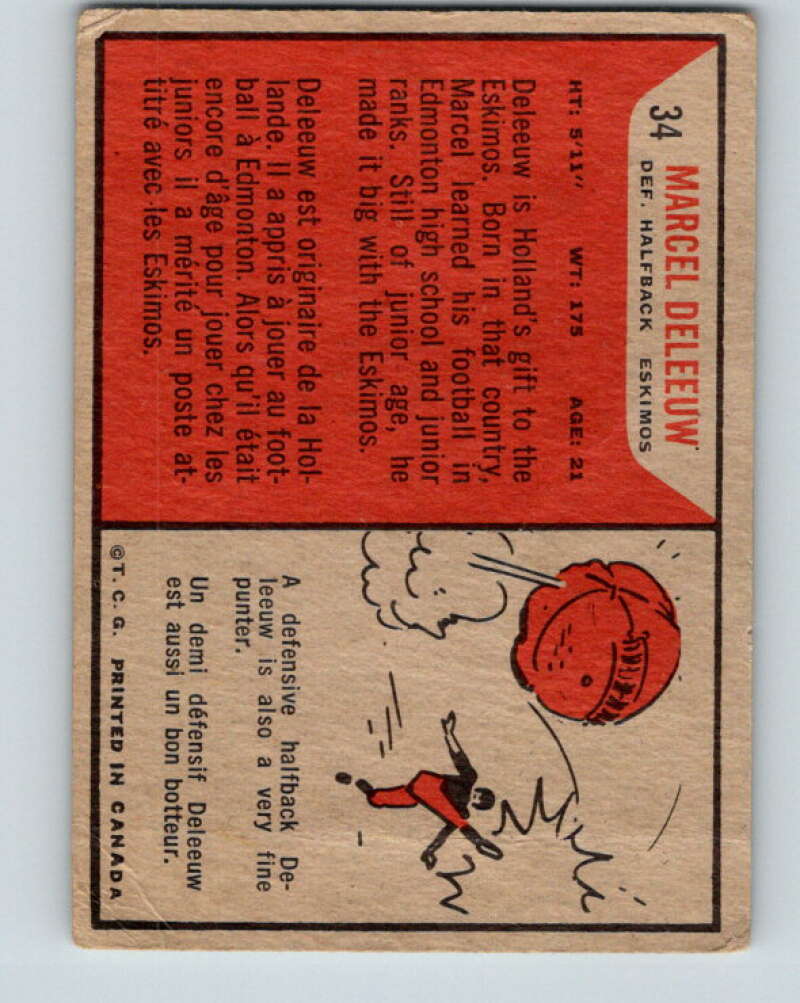 34 MARCEL DELEEUW
DEF. HALFBACK ESKIMOS
HT: 5'11" WT: 175 AGE: 21
Deleeuw is Holland's gift to the
Eskimos. Born in that country,
Marcel learned his football in
Edmonton high school and junior
ranks. Still of junior age, he
made it big with the Eskimos.
Deleeuw est originaire de la Hol-
lande. Il a appris à jouer au foot-
ball à Edmonton. Alors qu'il était
encore d'âge pour jouer chez les
juniors il a mérité un poste at-
titré avec les Eskimos.
A defensive halfback De-
leeuw is also a very fine
punter.
Un demi défensif Deleeuw
est aussi un bon botteur.
©T. C. G. PRINTED IN CANADA